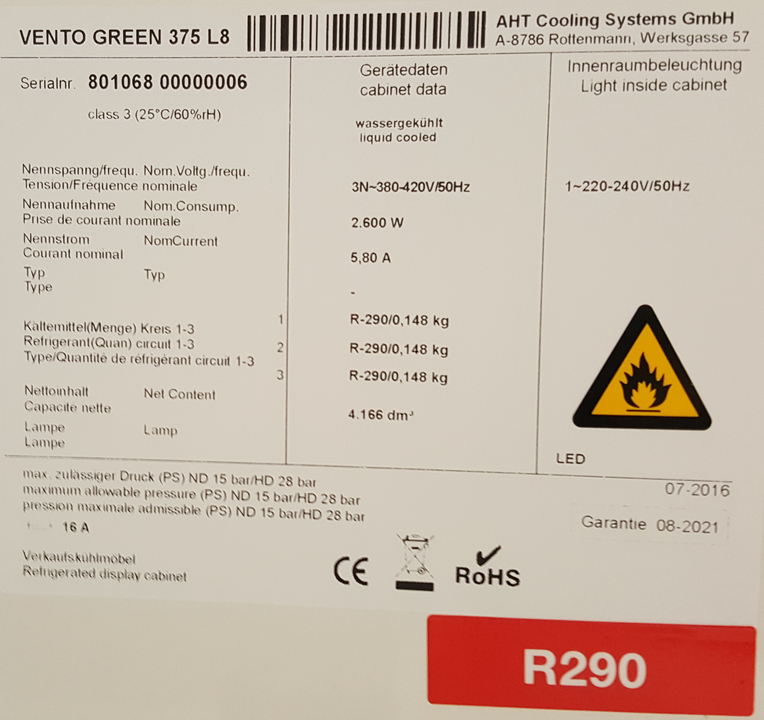 VENTO GREEN 375 L8
AHT Cooling Systems GmbH
A-8786 Rottenmann, Werksgasse 57
Serialnr. 801068 00000006
class 3 (25°C/60%rH)
Gerätedaten
cabinet data
wassergekühlt
liquid cooled
Innenraumbeleuchtung
Light inside cabinet
Nennspanng/frequ. Nom.Voltg./frequ.
Tension/Fréquence nominale
3N~380-420V/50Hz
1~220-240V/50Hz
Nennaufnahme Nom.Consump.
Prise de courant nominale
2.600 W
Nennstrom NomCurrent
Courant nominal
5,80 A
Typ Typ
Type
-
Kältemittel(Menge) Kreis 1-3
Refrigerant(Quan) circuit 1-3
Type/Quantité de réfrigérant circuit 1-3
1 R-290/0,148 kg
2 R-290/0,148 kg
3 R-290/0,148 kg
Nettoinhalt Net Content
Capacite nette
4.166 dm³
Lampe Lamp
Lampe
LED
max. zulässiger Druck (PS) ND 15 bar/HD 28 bar
maximum allowable pressure (PS) ND 15 bar/HD 28 bar
pression maximale admissible (PS) ND 15 bar/HD 28 bar
16 A
07-2016
Garantie 08-2021
Verkaufskühlmöbel
Refrigerated display cabinet
CE
RoHS
R290